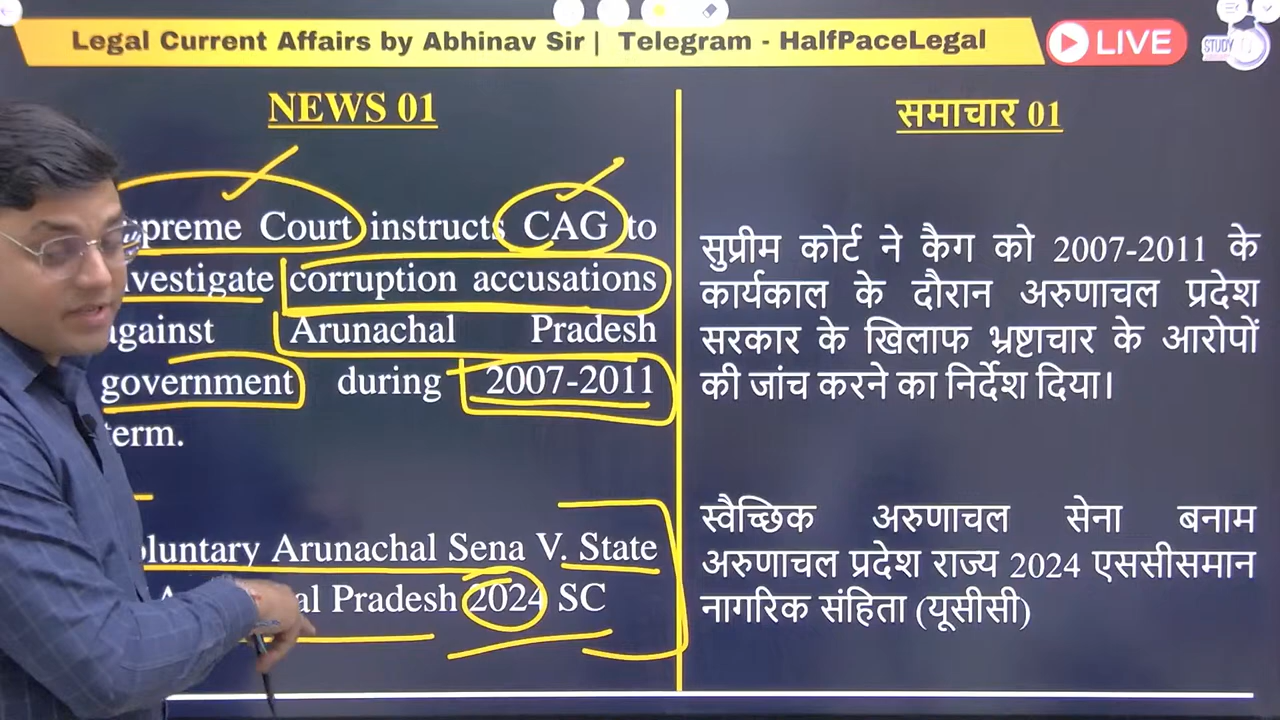 Legal Current Affairs by Abhinav Sir | Telegram - HalfPaceLegal
LIVE
STUDY
NEWS 01
preme Court instructs CAG to
vestigate corruption accusations
gainst Arunachal Pradesh
government during 2007-2011
term.
oluntary Arunachal Sena V. State
al Pradesh 2024 SC
समाचार 01
सुप्रीम कोर्ट ने कैग को 2007-2011 के
कार्यकाल के दौरान अरुणाचल प्रदेश
सरकार के खिलाफ भ्रष्टाचार के आरोपों
की जांच करने का निर्देश दिया।
स्वैच्छिक अरुणाचल सेना बनाम
अरुणाचल प्रदेश राज्य 2024 एससीसमान
नागरिक संहिता (यूसीसी)